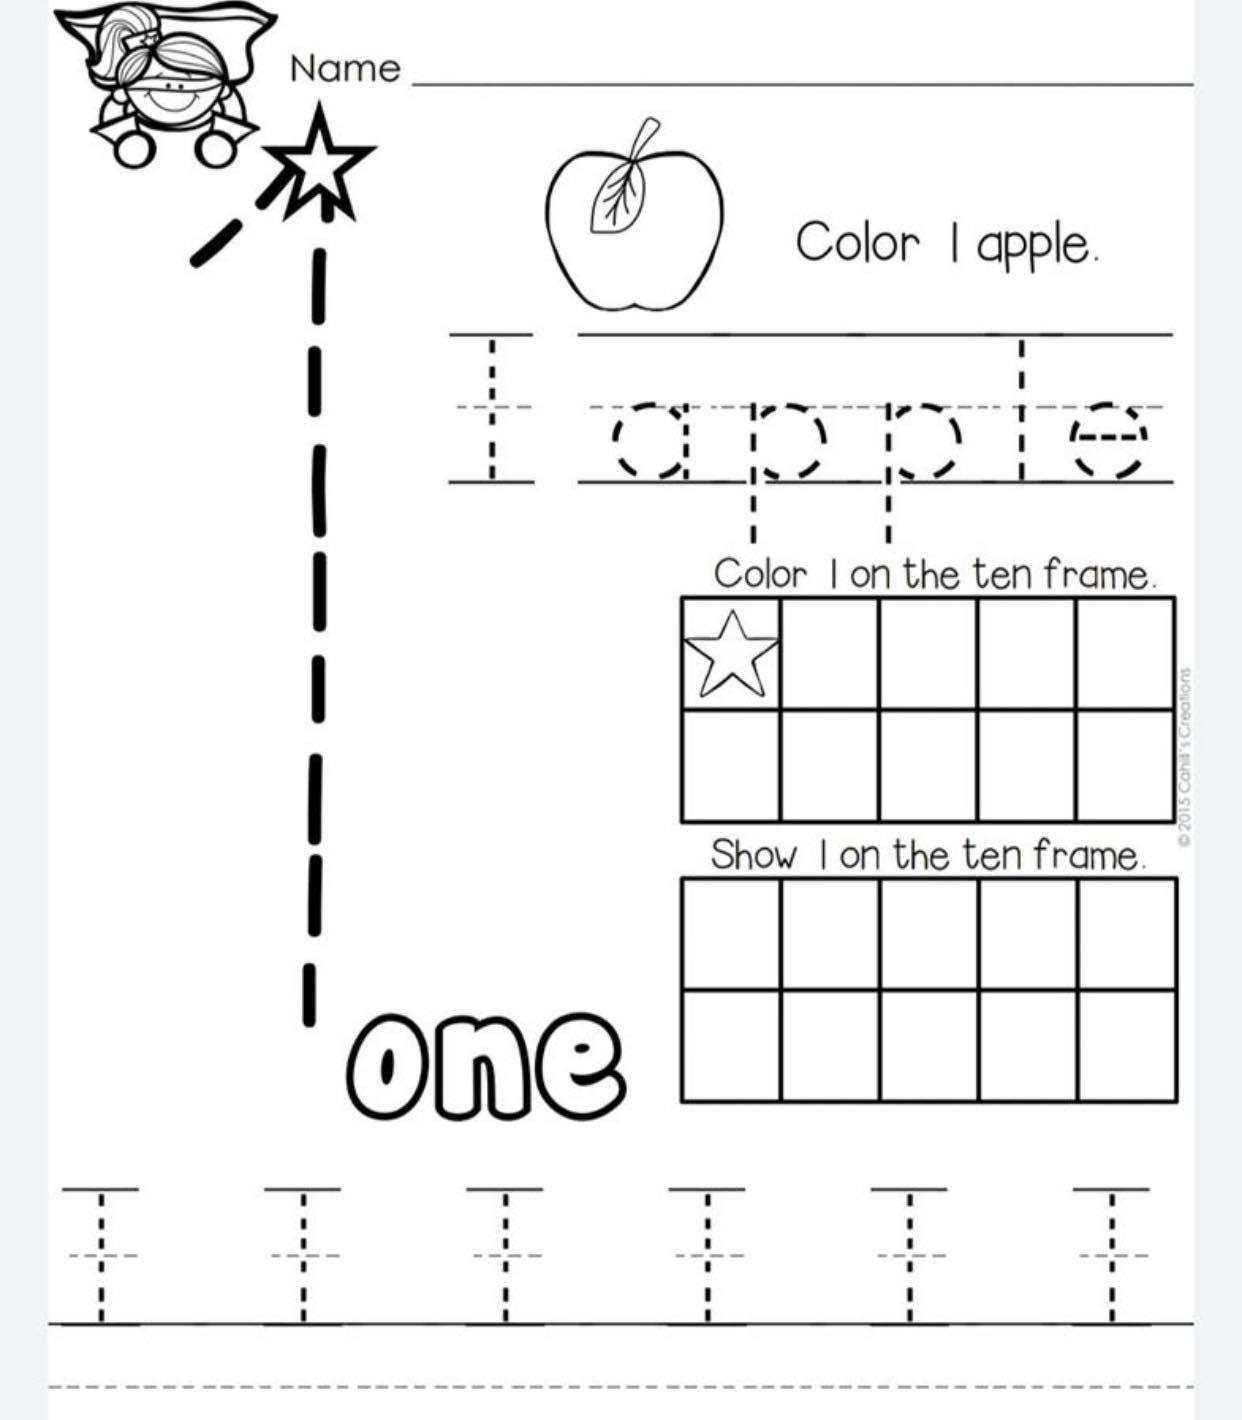 Name
Color 1 apple.
1 apple
Color 1 on the ten frame.
© 2015 Cahill's Creations
Show 1 on the ten frame.
one
1 1 1 1 1 1